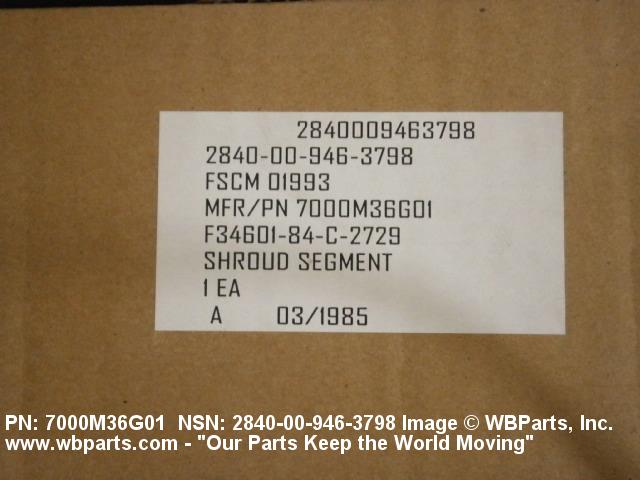 2840009463798
2840-00-946-3798
FSCM 01993
MFR/PN 7000M36G01
F34601-84-C-2729
SHROUD SEGMENT
1 EA
A 03/1985
PN: 7000M36G01 NSN: 2840-00-946-3798 Image © WBParts, Inc.
www.wbparts.com - "Our Parts Keep the World Moving"